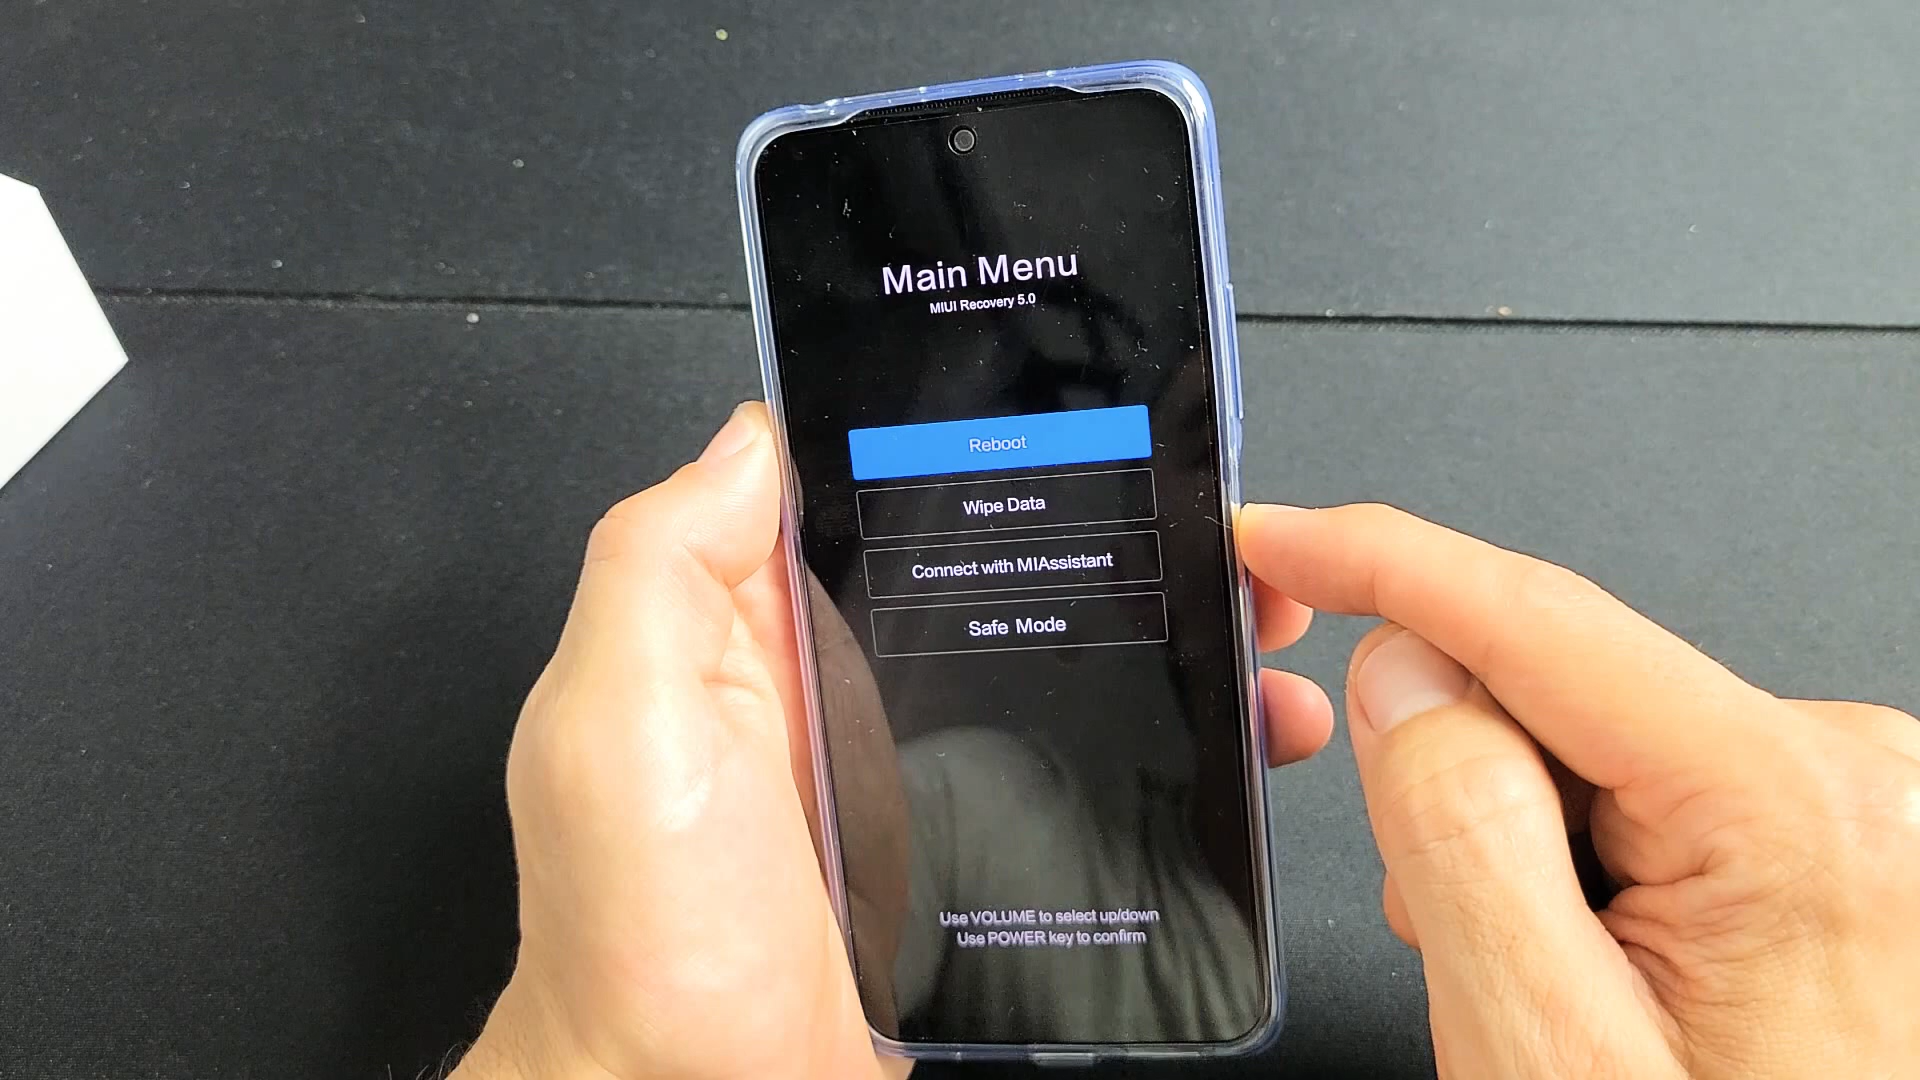 Main Menu
MIUI Recovery 5.0
Reboot
Wipe Data
Connect with MIAssistant
Safe Mode
Use VOLUME to select up/down
Use POWER key to confirm